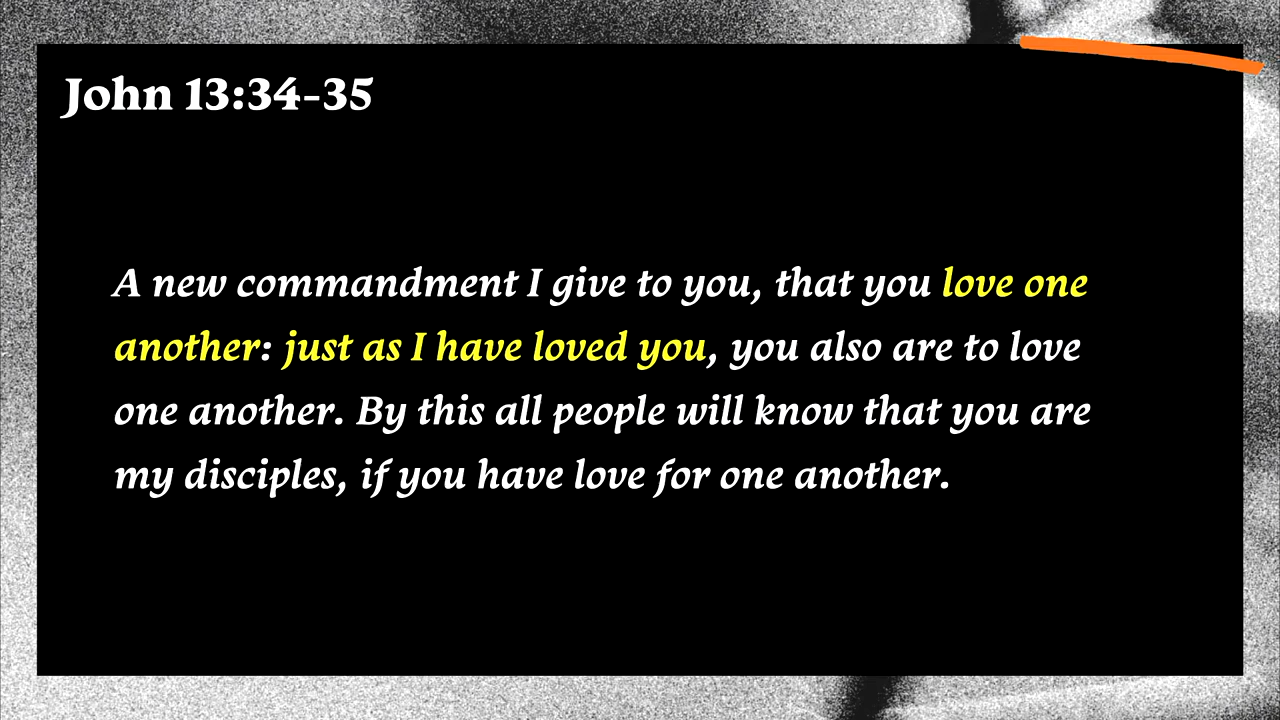 John 13:34-35
A new commandment I give to you, that you love one
another: just as I have loved you, you also are to love
one another. By this all people will know that you are
my disciples, if you have love for one another.